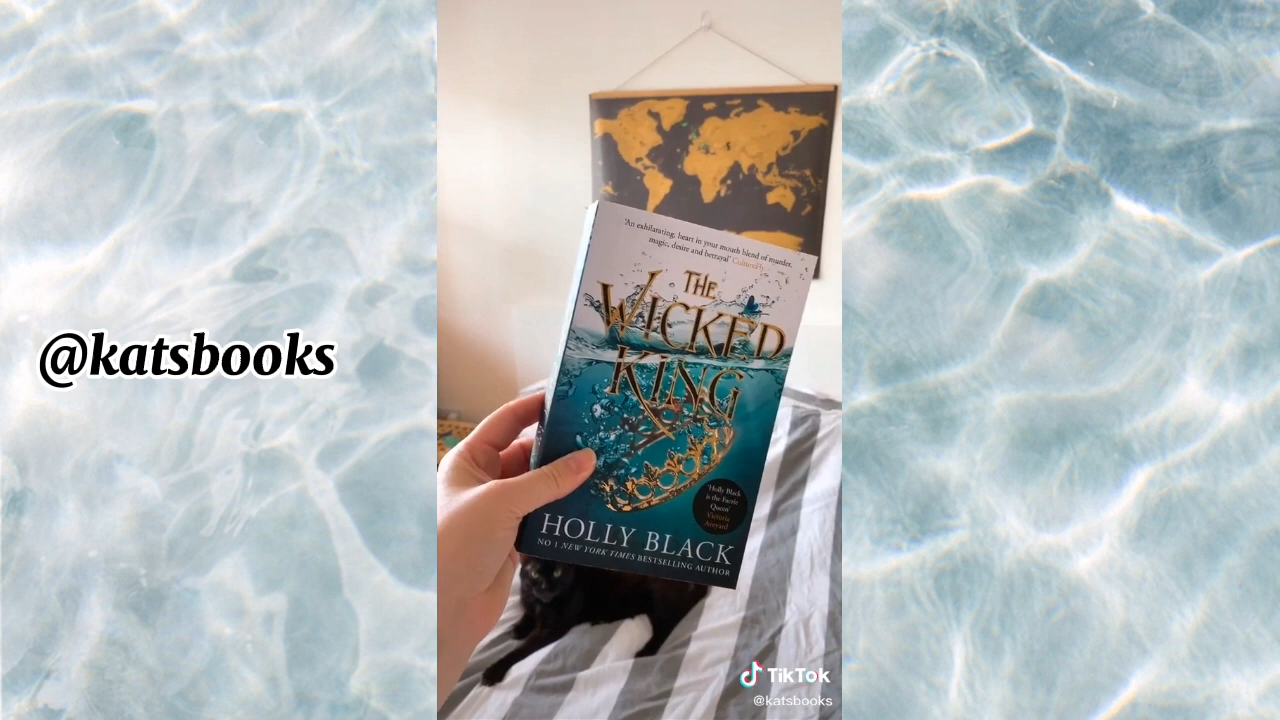 @katsbooks
'An exhilarating, heart in your mouth blend of murder,
magic, desire and betrayal' CultureFly
THE
WICKED
KING
'Holly Black
is the Faerie
Queen'
Victoria
Aveyard
HOLLY BLACK
NO 1 NEW YORK TIMES BESTSELLING AUTHOR
TikTok
@katsbooks